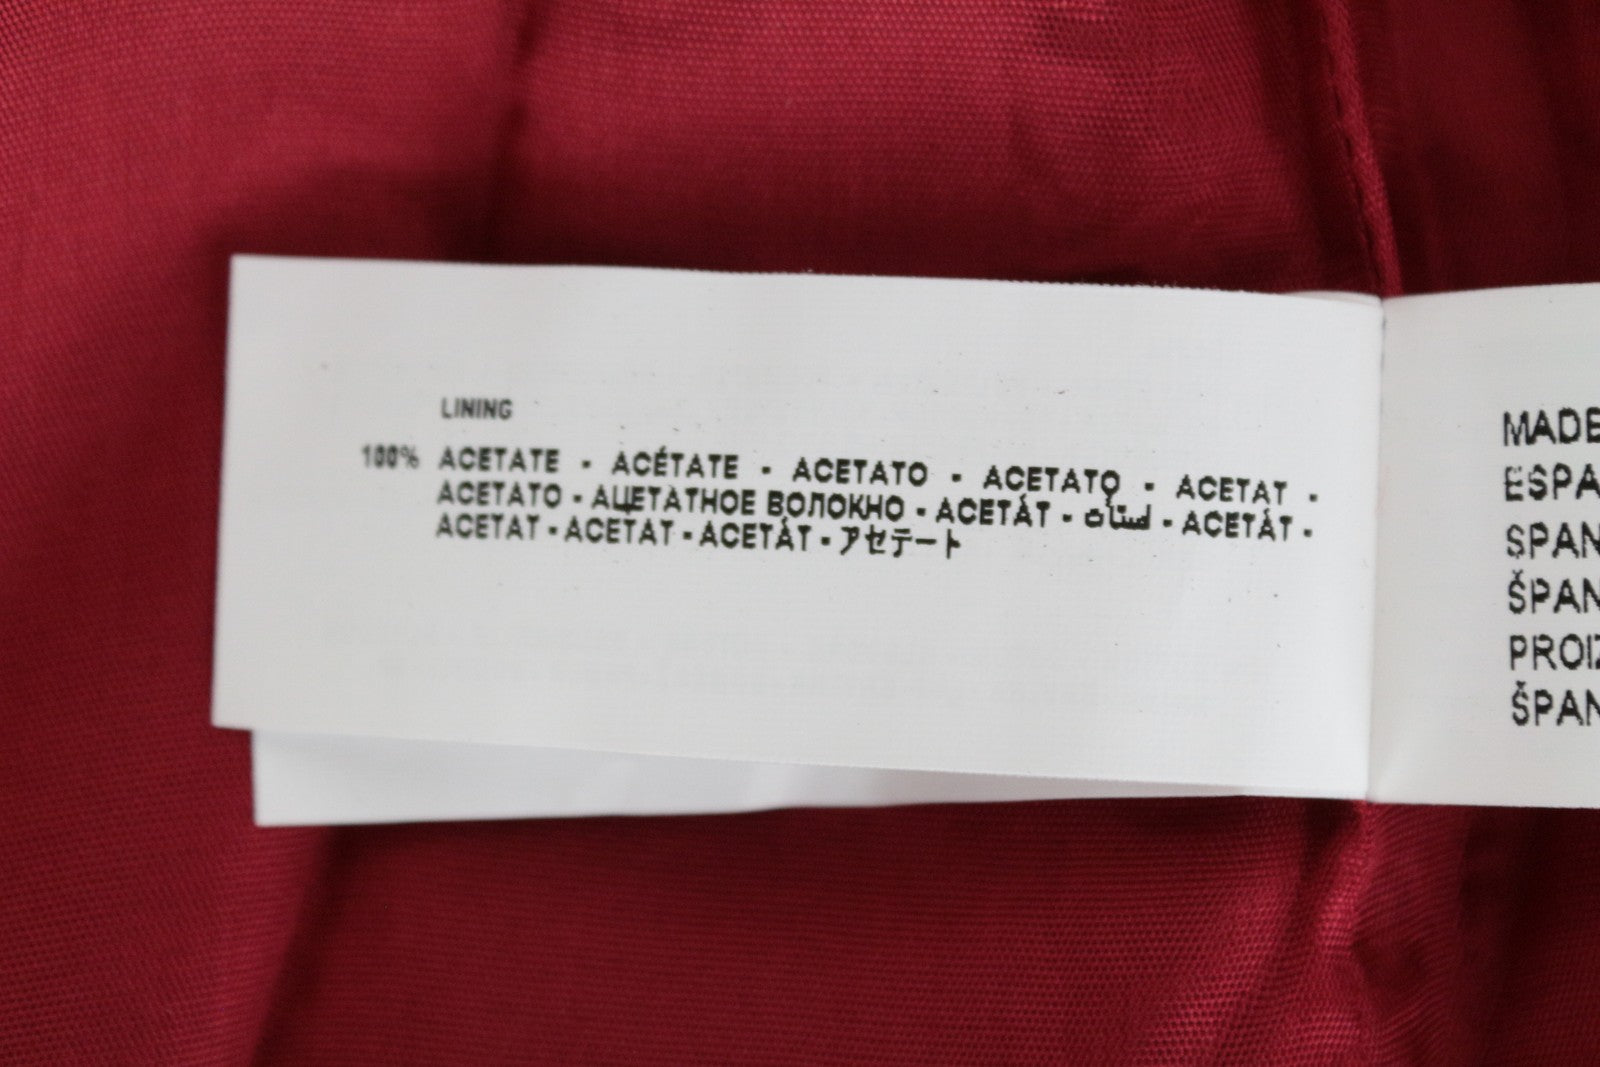 LINING
100% ACETATE - ACÉTATE - ACETATO - ACETATO - ACETAT -
ACETATO - АЦЕТАТНОЕ ВОЛОКНО - ACETÁT - اسيتات - ACETÁT -
ACETAT - ACETAT - ACETÁT - アセテート
MADE
ESPA
SPAN
ŠPAN
PROIZ
ŠPAN